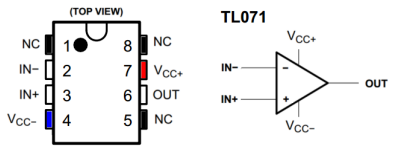 (TOP VIEW)
TL071
NC 1 8 NC
IN− 2 7 VCC+
IN+ 3 6 OUT
VCC− 4 5 NC
VCC+
IN− −
OUT
IN+ +
VCC−